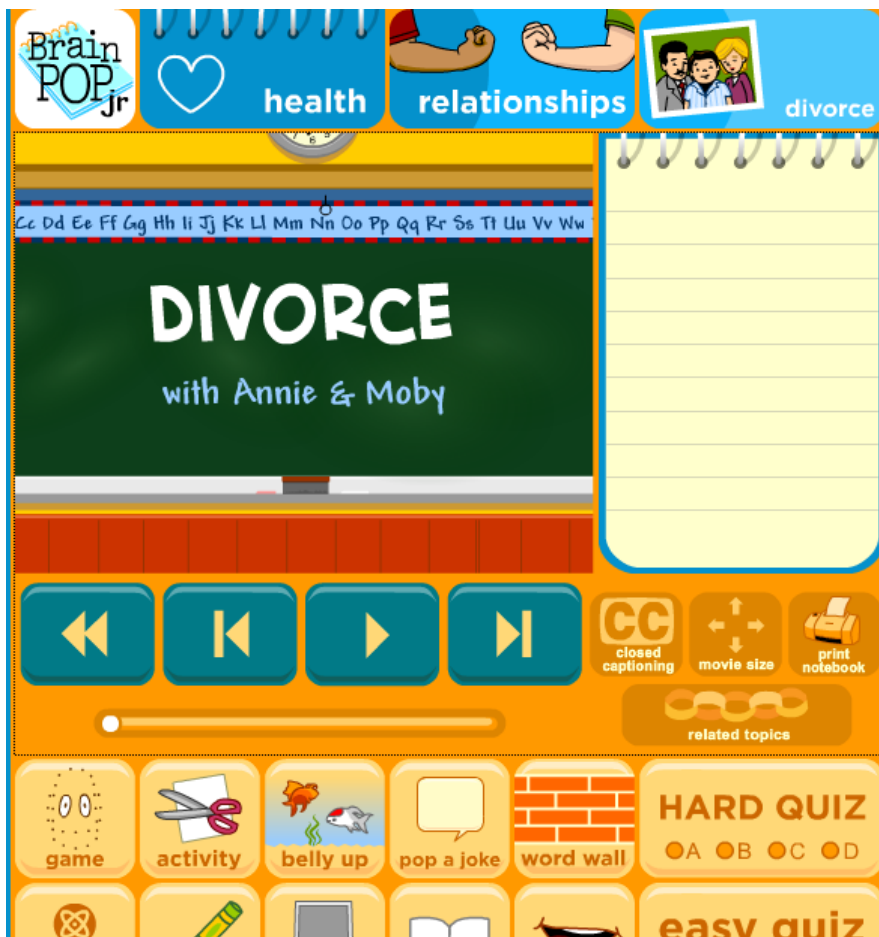 Brain
POP
jr
health
relationships
divorce
Cc Dd Ee Ff Gg Hh Ii Jj Kk Ll Mm Nn Oo Pp Qq Rr Ss Tt Uu Vv Ww
DIVORCE
with Annie & Moby
CC
closed
captioning
movie size
print
notebook
related topics
game
activity
belly up
pop a joke
word wall
HARD QUIZ
A B C D
easy quiz